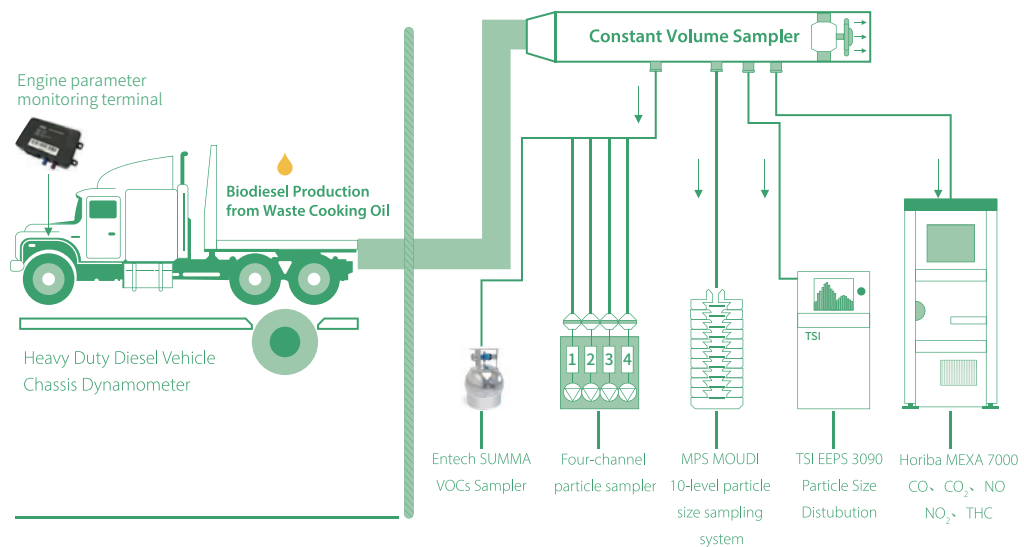 Constant Volume Sampler
Engine parameter
monitoring terminal
Biodiesel Production
from Waste Cooking Oil
Heavy Duty Diesel Vehicle
Chassis Dynamometer
1 2 3 4
TSI
Entech SUMMA
VOCs Sampler
Four-channel
particle sampler
MPS MOUDI
10-level particle
size sampling
system
TSI EEPS 3090
Particle Size
Distubution
Horiba MEXA 7000
CO、CO₂、NO
NO₂、THC